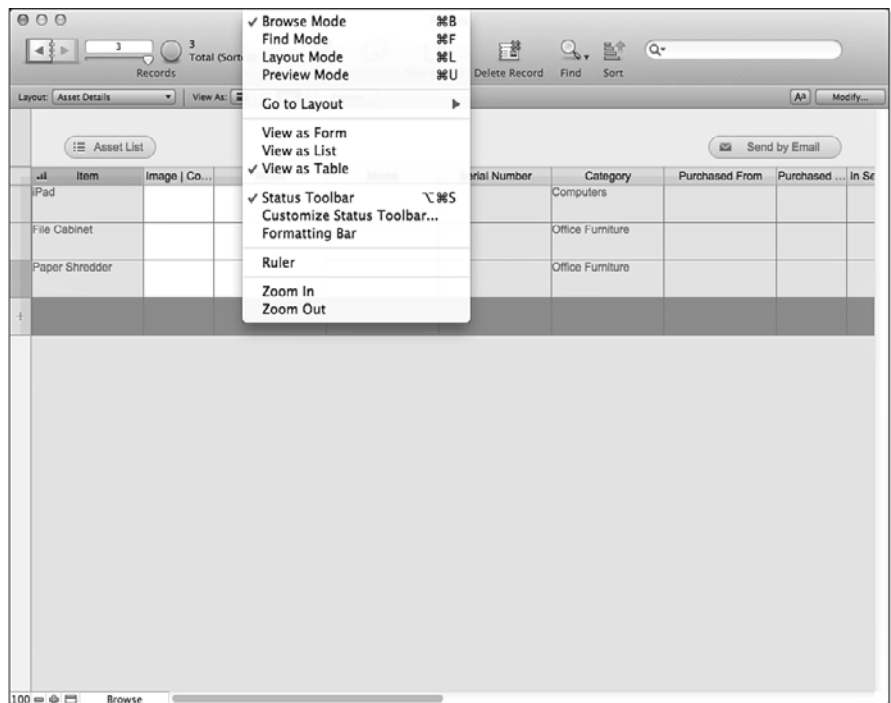 ✓ Browse Mode ⌘B
Find Mode ⌘F
Layout Mode ⌘L
Preview Mode ⌘U
Go to Layout ▶
View as Form
View as List
✓ View as Table
✓ Status Toolbar ⌥⌘S
Customize Status Toolbar...
Formatting Bar
Ruler
Zoom In
Zoom Out
3
3
Total (Sort
Records
Delete Record Find Sort
Layout: Asset Details View As:
Aa Modify...
Asset List
Send by Email
Item Image | Co... Serial Number Category Purchased From Purchased ... In Se
iPad Computers
File Cabinet Office Furniture
Paper Shredder Office Furniture
+
100 Browse